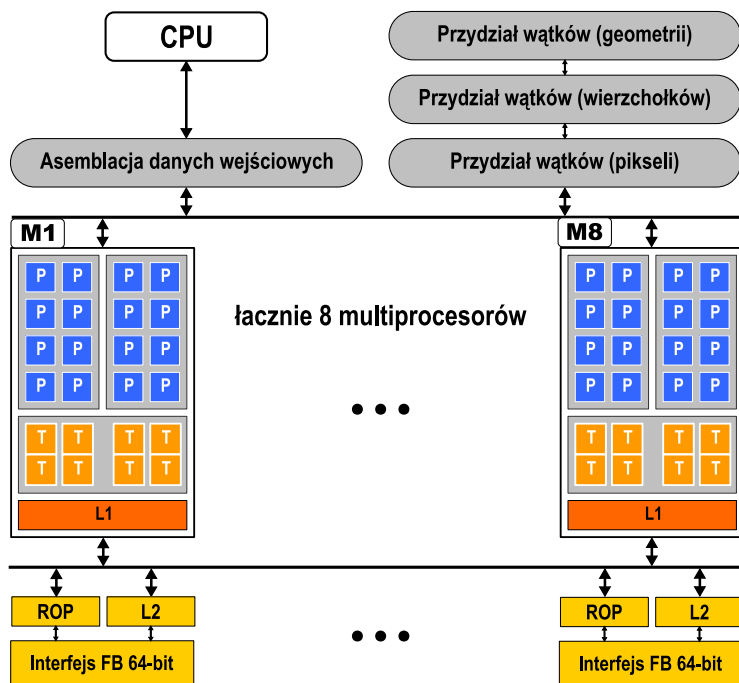 CPU
Przydział wątków (geometrii)
Przydział wątków (wierzchołków)
Asemblacja danych wejściowych
Przydział wątków (pikseli)
M1
M8
P P P P
P P P P
P P P P
P P P P
T T T T
T T T T
L1
łacznie 8 multiprocesorów
P P P P
P P P P
P P P P
P P P P
T T T T
T T T T
L1
ROP L2
Interfejs FB 64-bit
ROP L2
Interfejs FB 64-bit